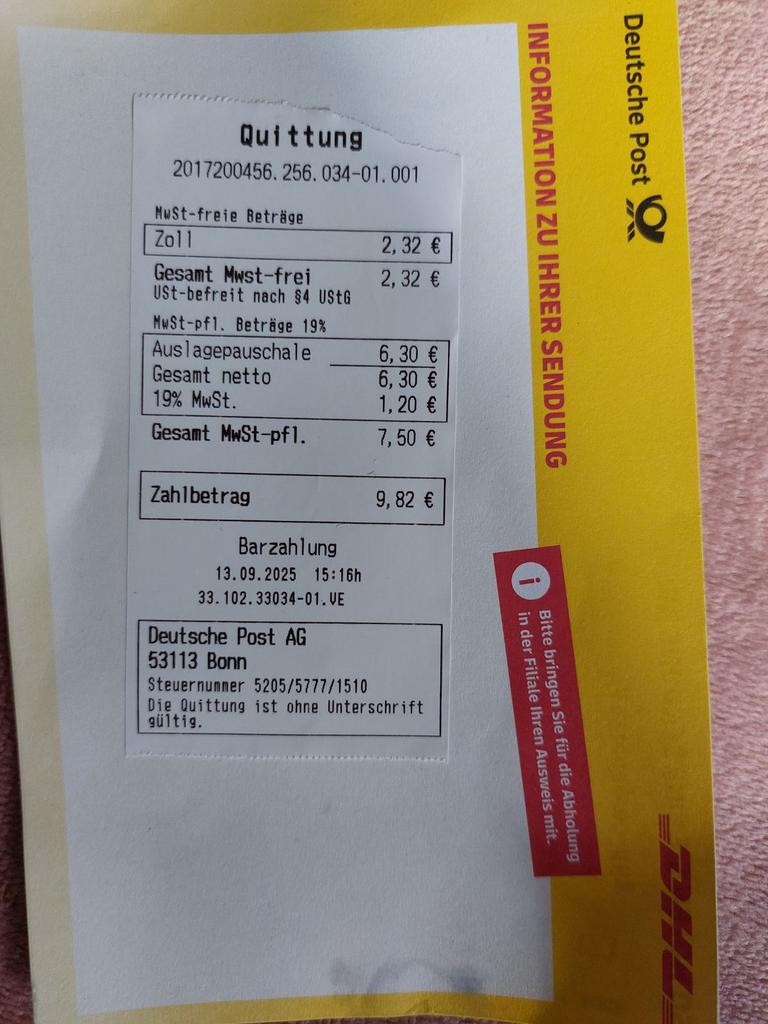 Quittung
2017200456.256.034-01.001
MwSt-freie Beträge
Zoll 2,32 €
Gesamt Mwst-frei 2,32 €
USt-befreit nach §4 UStG
MwSt-pfl. Beträge 19%
Auslagepauschale 6,30 €
Gesamt netto 6,30 €
19% MwSt. 1,20 €
Gesamt MwSt-pfl. 7,50 €
Zahlbetrag 9,82 €
Barzahlung
13.09.2025 15:16h
33.102.33034-01.VE
Deutsche Post AG
53113 Bonn
Steuernummer 5205/5777/1510
Die Quittung ist ohne Unterschrift
gültig.
Deutsche Post
INFORMATION ZU IHRER SENDUNG
i
Bitte bringen Sie für die Abholung
in der Filiale Ihren Ausweis mit.
DHL